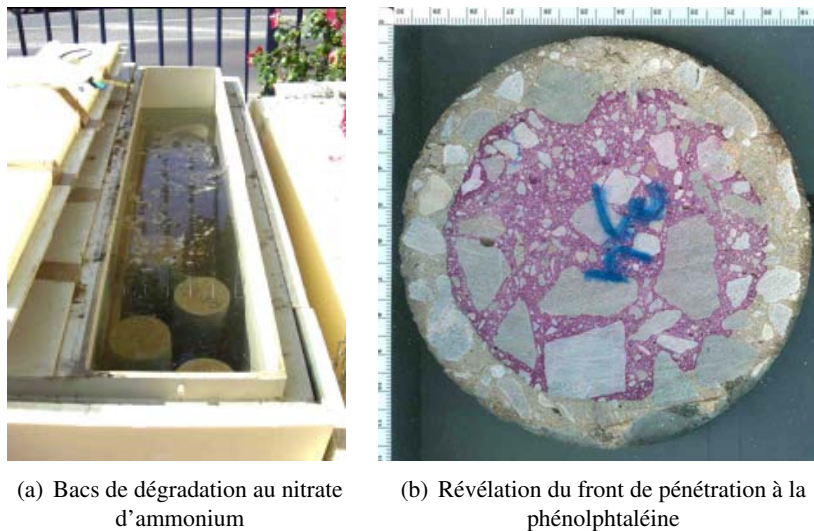 (a) Bacs de dégradation au nitrate
d'ammonium
(b) Révélation du front de pénétration à la
phénolphtaléine